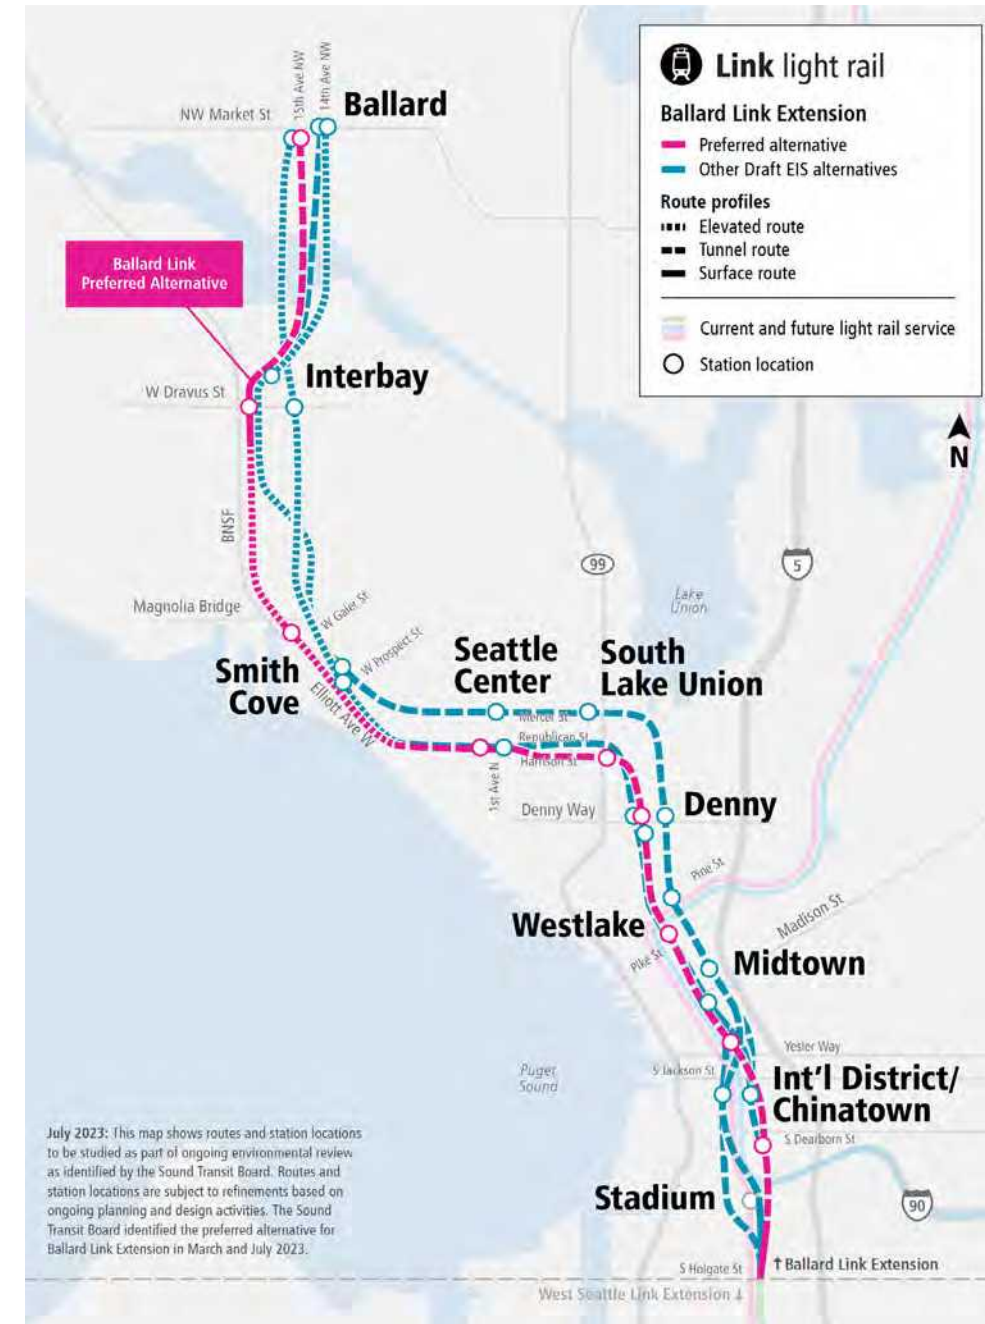 15th Ave NW
14th Ave NW
NW Market St
Ballard
Link light rail
Ballard Link Extension
Preferred alternative
Other Draft EIS alternatives
Route profiles
Elevated route
Tunnel route
Surface route
Current and future light rail service
Station location
Ballard Link
Preferred Alternative
Interbay
W Dravus St
N
BNSF
99
5
Lake
Union
Magnolia Bridge
W Galer St
W Prospect St
Smith
Cove
Elliott Ave W
Seattle
Center
South
Lake Union
Mercer St
Republican St
Harrison St
1st Ave N
Denny Way
Denny
Pine St
Madison St
Westlake
Pike St
Midtown
Yesler Way
Puget
Sound
S Jackson St
Int'l District/
Chinatown
S Dearborn St
July 2023: This map shows routes and station locations
to be studied as part of ongoing environmental review
as identified by the Sound Transit Board. Routes and
station locations are subject to refinements based on
ongoing planning and design activities. The Sound
Transit Board identified the preferred alternative for
Ballard Link Extension in March and July 2023.
Stadium
90
S Holgate St
↑ Ballard Link Extension
West Seattle Link Extension ↓